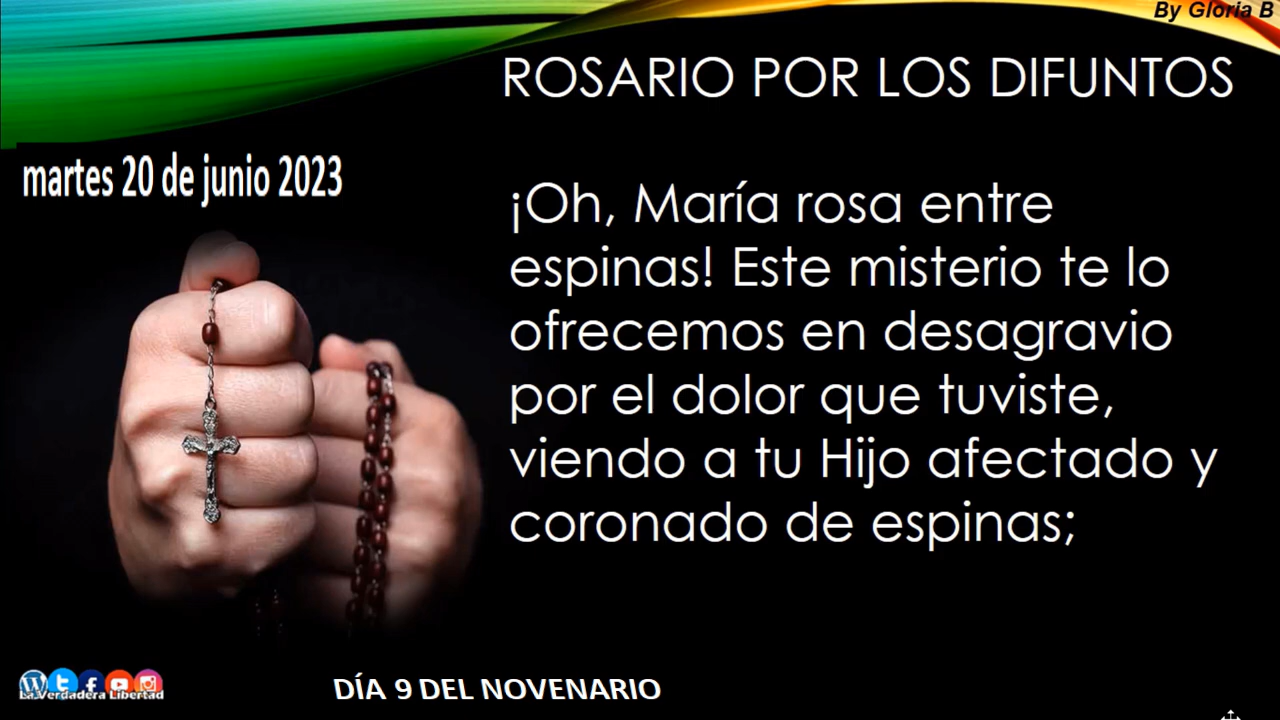 By Gloria B
ROSARIO POR LOS DIFUNTOS
martes 20 de junio 2023
¡Oh, María rosa entre
espinas! Este misterio te lo
ofrecemos en desagravio
por el dolor que tuviste,
viendo a tu Hijo afectado y
coronado de espinas;
La Verdadera Libertad
DÍA 9 DEL NOVENARIO